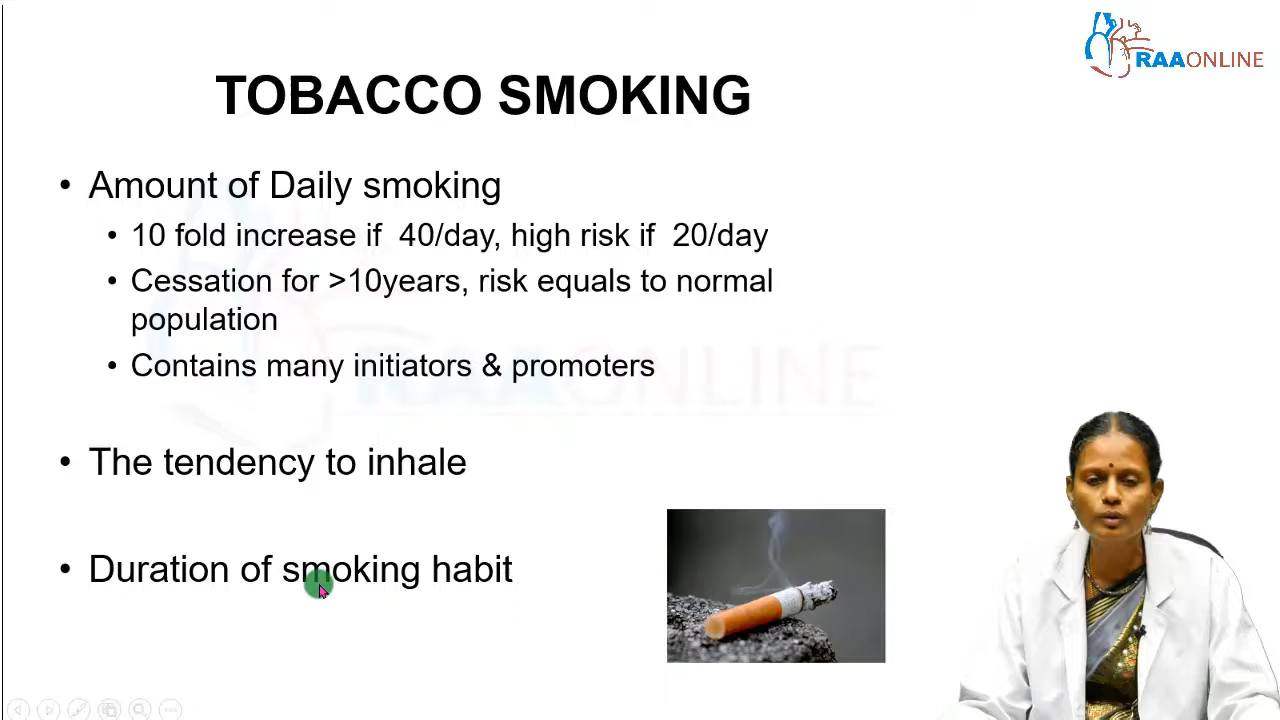 RAAONLINE
TOBACCO SMOKING
• Amount of Daily smoking
• 10 fold increase if 40/day, high risk if 20/day
• Cessation for >10years, risk equals to normal
population
• Contains many initiators & promoters
RAAONLINE
• The tendency to inhale
• Duration of smoking habit